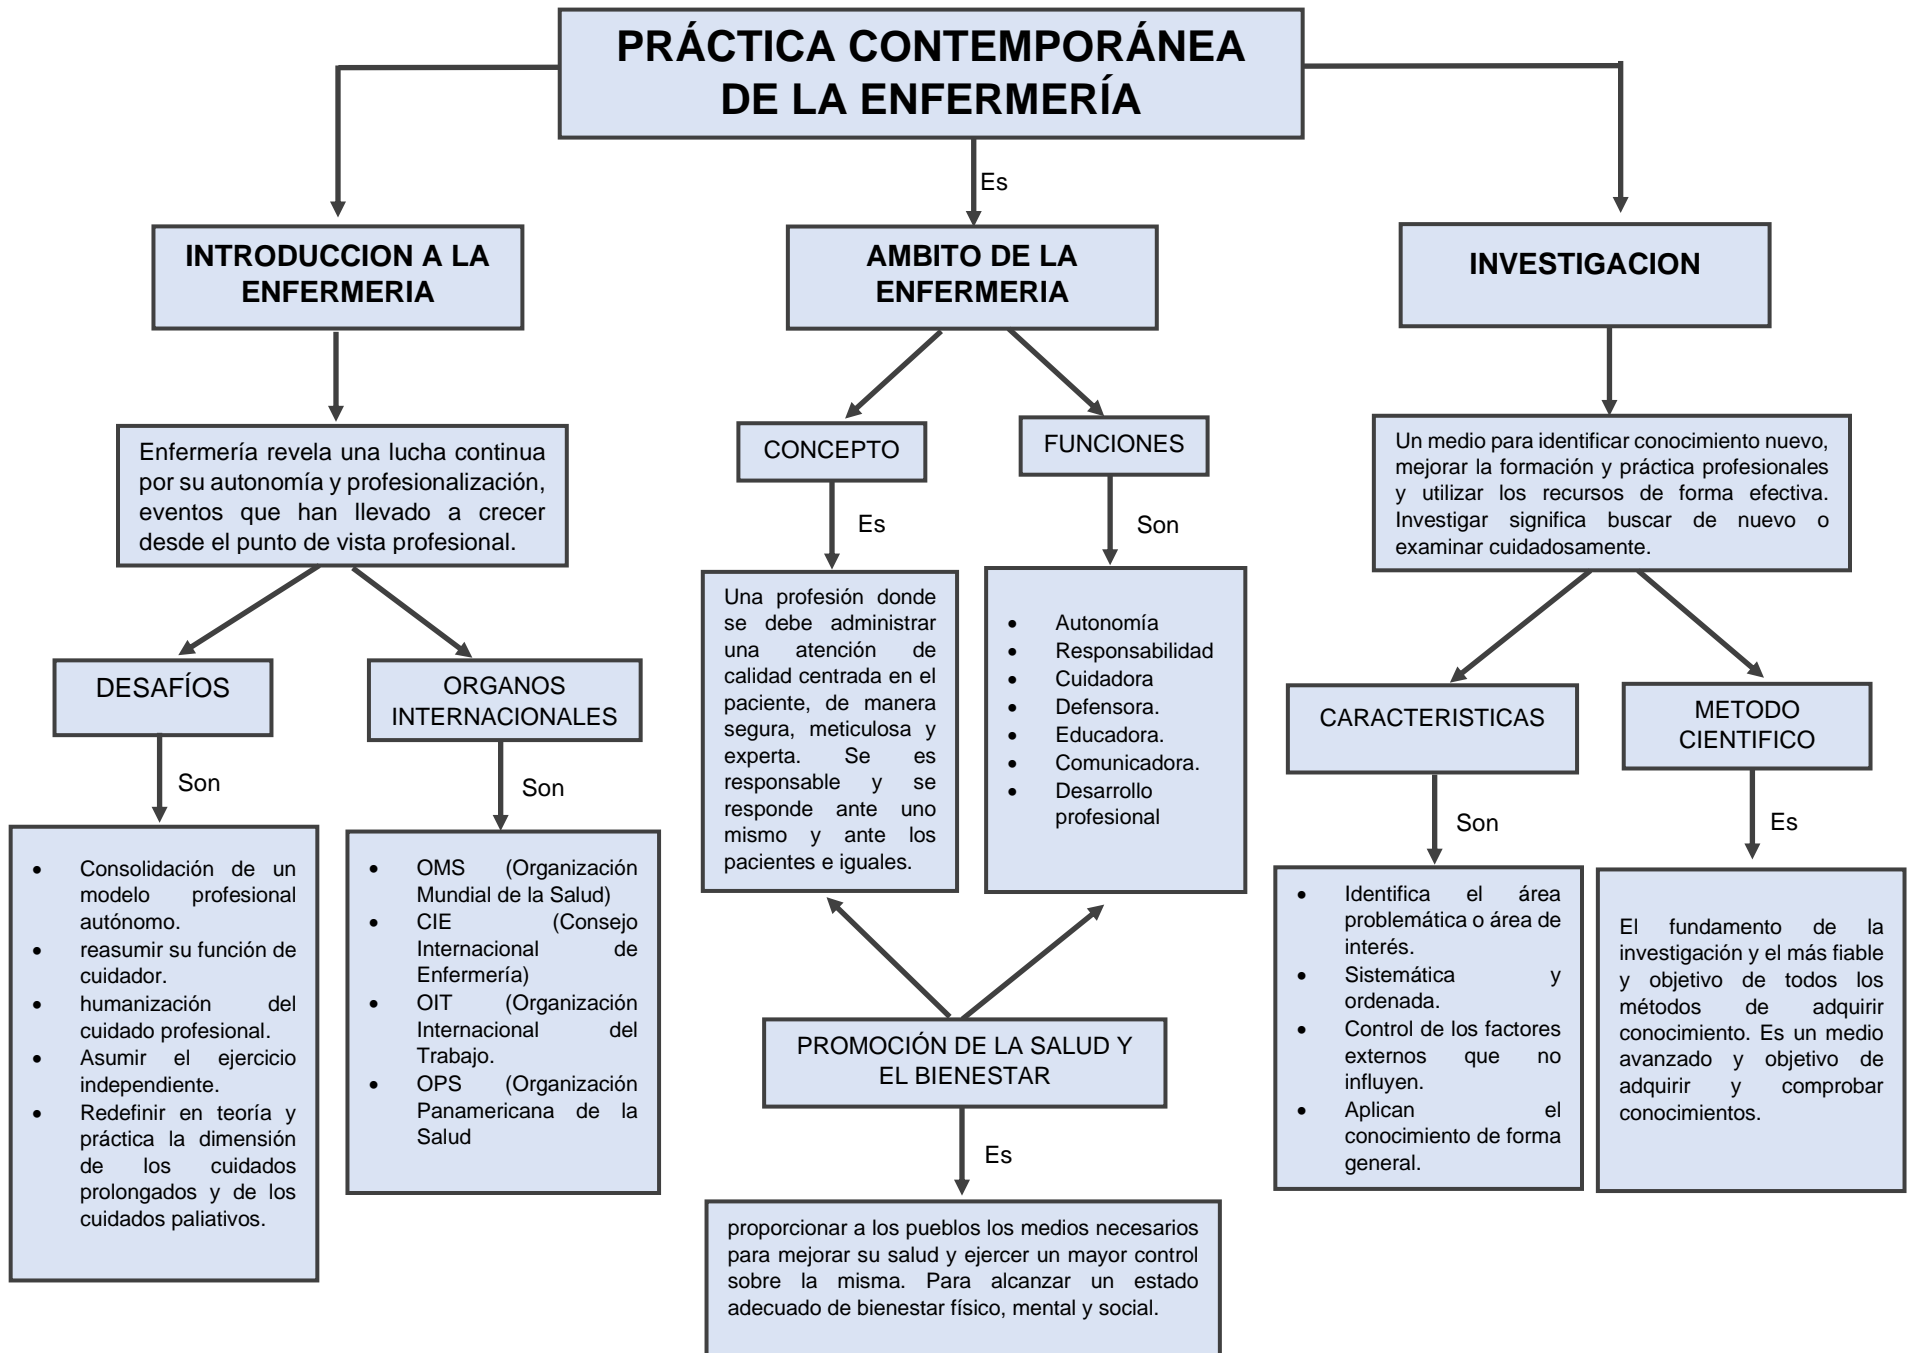 PRÁCTICA CONTEMPORÁNEA
DE LA ENFERMERÍA
Es
INTRODUCCION A LA
ENFERMERIA
AMBITO DE LA
ENFERMERIA
INVESTIGACION
Enfermería revela una lucha continua
por su autonomía y profesionalización,
eventos que han llevado a crecer
desde el punto de vista profesional.
DESAFÍOS
Son
• Consolidación de un
modelo profesional
autónomo.
• reasumir su función de
cuidador.
• humanización del
cuidado profesional.
• Asumir el ejercicio
independiente.
• Redefinir en teoría y
práctica la dimensión
de los cuidados
prolongados y de los
cuidados paliativos.
ORGANOS
INTERNACIONALES
Son
• OMS (Organización
Mundial de la Salud)
• CIE (Consejo
Internacional de
Enfermería)
• OIT (Organización
Internacional del
Trabajo.
• OPS (Organización
Panamericana de la
Salud
CONCEPTO
Es
Una profesión donde
se debe administrar
una atención de
calidad centrada en el
paciente, de manera
segura, meticulosa y
experta. Se es
responsable y se
responde ante uno
mismo y ante los
pacientes e iguales.
FUNCIONES
Son
• Autonomía
• Responsabilidad
• Cuidadora
• Defensora.
• Educadora.
• Comunicadora.
• Desarrollo
profesional
PROMOCIÓN DE LA SALUD Y
EL BIENESTAR
Es
proporcionar a los pueblos los medios necesarios
para mejorar su salud y ejercer un mayor control
sobre la misma. Para alcanzar un estado
adecuado de bienestar físico, mental y social.
Un medio para identificar conocimiento nuevo,
mejorar la formación y práctica profesionales
y utilizar los recursos de forma efectiva.
Investigar significa buscar de nuevo o
examinar cuidadosamente.
CARACTERISTICAS
Son
• Identifica el área
problemática o área de
interés.
• Sistemática y
ordenada.
• Control de los factores
externos que no
influyen.
• Aplican el
conocimiento de forma
general.
METODO
CIENTIFICO
Es
El fundamento de la
investigación y el más fiable
y objetivo de todos los
métodos de adquirir
conocimiento. Es un medio
avanzado y objetivo de
adquirir y comprobar
conocimientos.